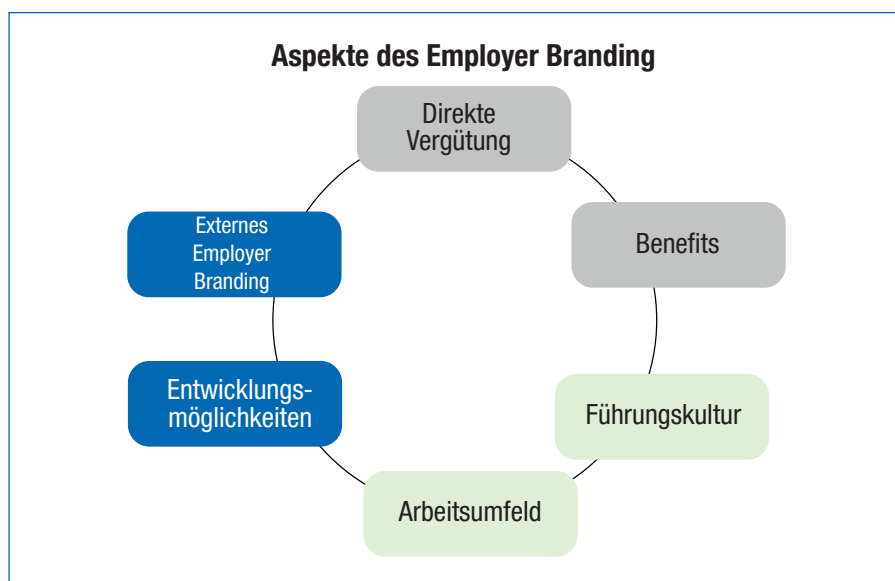 Aspekte des Employer Branding
Direkte
Vergütung
Externes
Employer
Branding
Benefits
Entwicklungs-
möglichkeiten
Führungskultur
Arbeitsumfeld